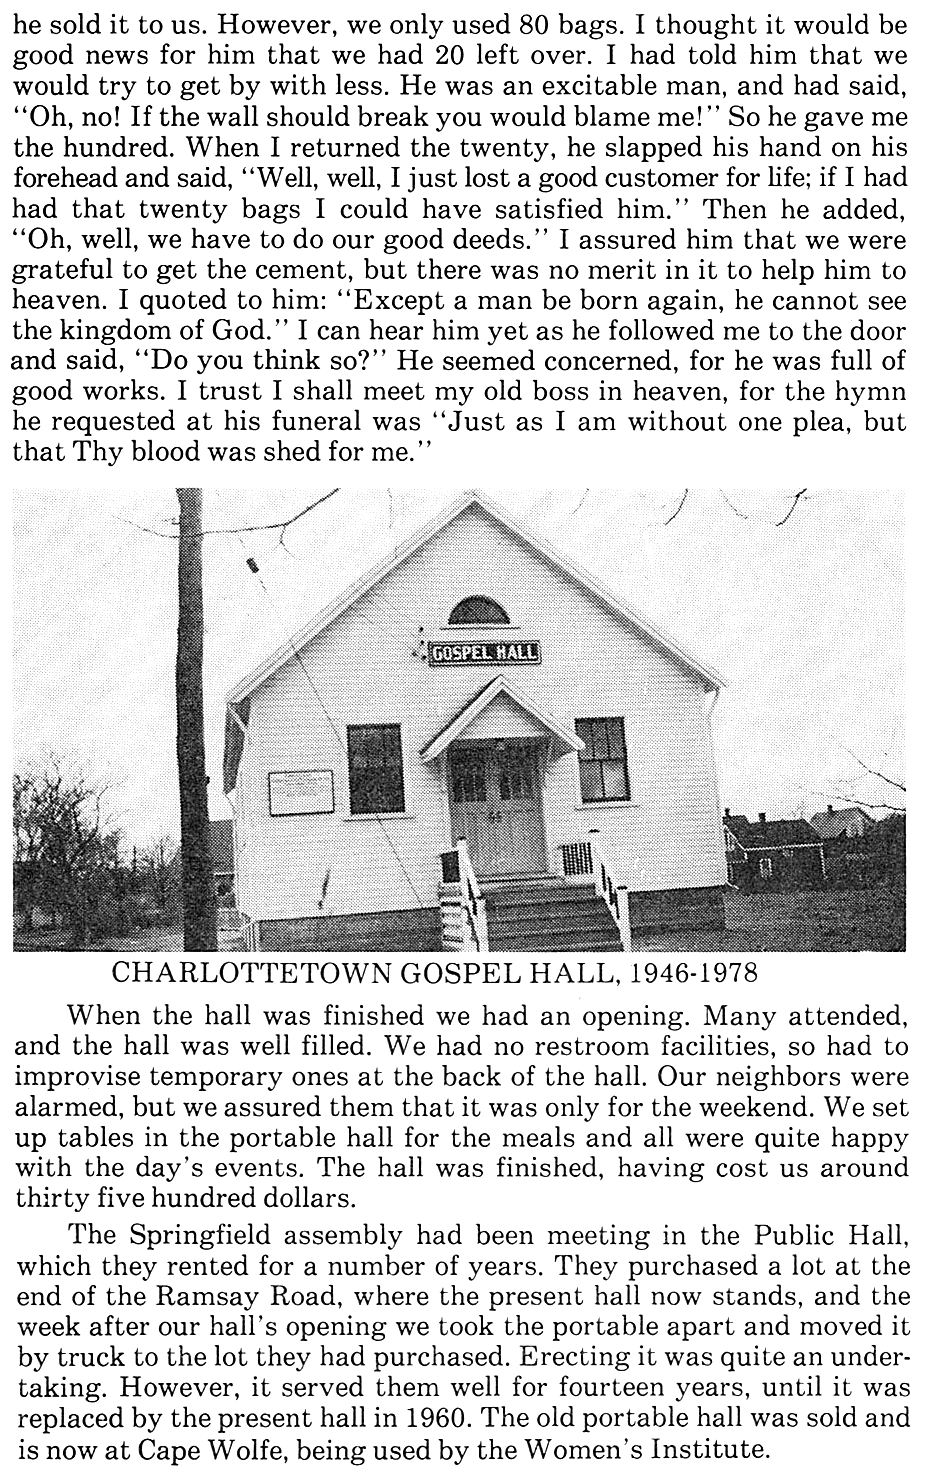 he sold it to us. However, we only used 80 bags. I thought it would be
good news for him that we had 20 left over. I had told him that we
would try to get by with less. He was an excitable man, and had said,
“Oh, no! If the wall should break you would blame me!” So he gave me
the hundred. When I returned the twenty, he slapped his hand on his
forehead and said, “Well, well, I just lost a good customer for life; if I had
had that twenty bags I could have satisfied him.” Then he added,
“Oh, well, we have to do our good deeds.” I assured him that we were
grateful to get the cement, but there was no merit in it to help him to
heaven. I quoted to him: “Except a man be born again, he cannot see
the kingdom of God.” I can hear him yet as he followed me to the door
and said, “Do you think so?” He seemed concerned, for he was full of
good works. I trust I shall meet my old boss in heaven, for the hymn
he requested at his funeral was “Just as I am without one plea, but
that Thy blood was shed for me.”
GOSPEL HALL
CHARLOTTETOWN GOSPEL HALL, 1946-1978
When the hall was finished we had an opening. Many attended,
and the hall was well filled. We had no restroom facilities, so had to
improvise temporary ones at the back of the hall. Our neighbors were
alarmed, but we assured them that it was only for the weekend. We set
up tables in the portable hall for the meals and all were quite happy
with the day’s events. The hall was finished, having cost us around
thirty five hundred dollars.
The Springfield assembly had been meeting in the Public Hall,
which they rented for a number of years. They purchased a lot at the
end of the Ramsay Road, where the present hall now stands, and the
week after our hall’s opening we took the portable apart and moved it
by truck to the lot they had purchased. Erecting it was quite an under-
taking. However, it served them well for fourteen years, until it was
replaced by the present hall in 1960. The old portable hall was sold and
is now at Cape Wolfe, being used by the Women’s Institute.